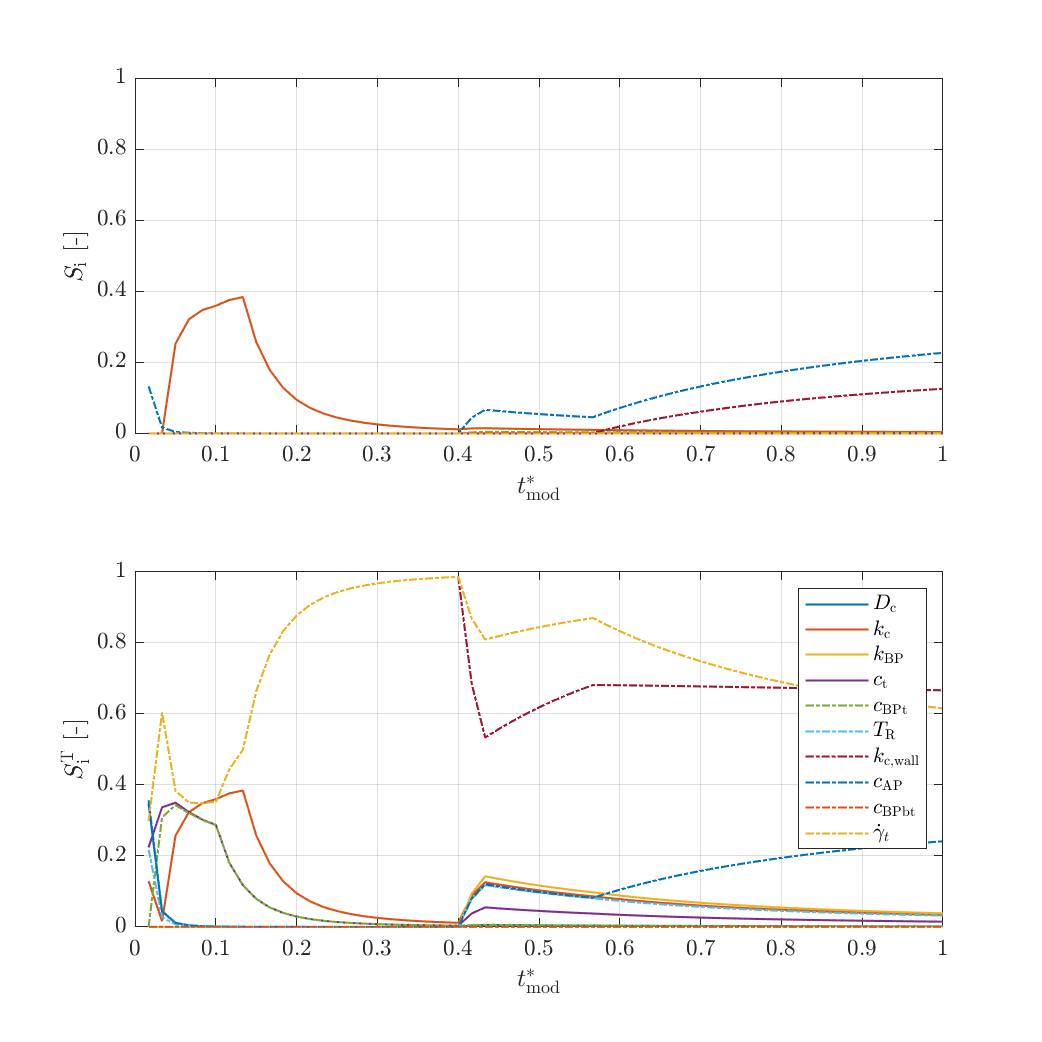 1
0.8
0.6
0.4
0.2
0
S_i [-]
0 0.1 0.2 0.3 0.4 0.5 0.6 0.7 0.8 0.9 1
t*_mod
1
0.8
0.6
0.4
0.2
0
S_i^T [-]
D_c
k_c
k_BP
c_t
c_BPt
T_R
k_c,wall
c_AP
c_BPbt
γ̇_t
0 0.1 0.2 0.3 0.4 0.5 0.6 0.7 0.8 0.9 1
t*_mod